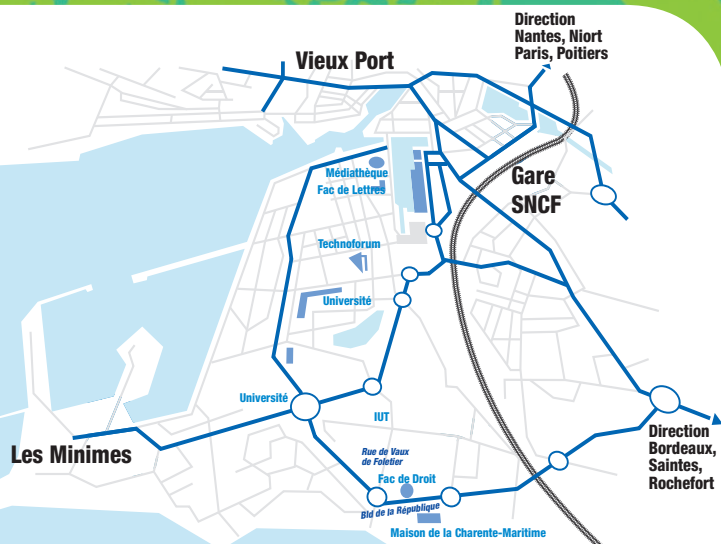 Direction
Nantes, Niort
Paris, Poitiers
Vieux Port
Médiathèque
Fac de Lettres
Gare
SNCF
Technoforum
Université
Université
IUT
Les Minimes
Direction
Bordeaux,
Saintes,
Rochefort
Rue de Vaux
de Foletier
Fac de Droit
Bld de la République
Maison de la Charente-Maritime